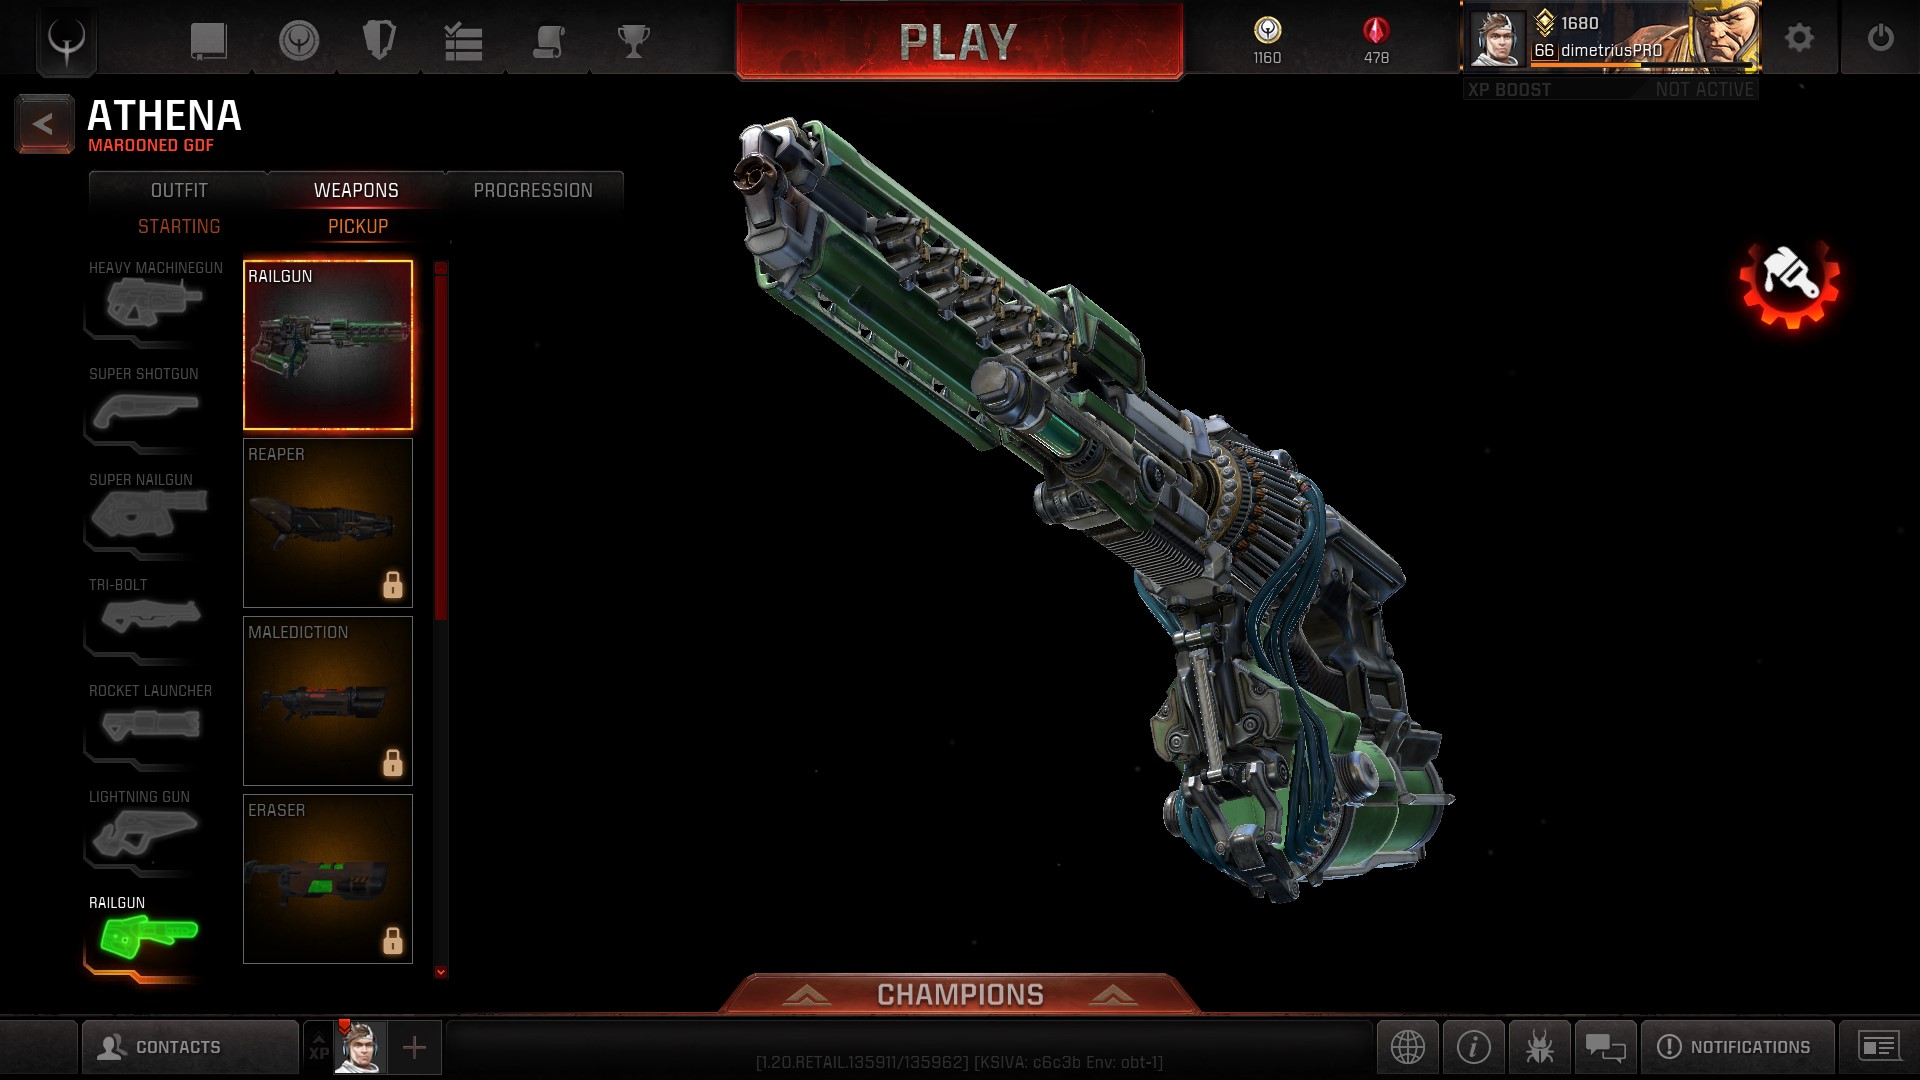 PLAY
1160
478
1680
66 dimetriusPRO
XP BOOST NOT ACTIVE
<
ATHENA
MAROONED GDF
OUTFIT WEAPONS PROGRESSION
STARTING PICKUP
HEAVY MACHINEGUN
SUPER SHOTGUN
SUPER NAILGUN
TRI-BOLT
ROCKET LAUNCHER
LIGHTNING GUN
RAILGUN
RAILGUN
REAPER
MALEDICTION
ERASER
CHAMPIONS
CONTACTS
XP
+
[1.20.RETAIL.135911/135962] [KSIVA: c6c3b Env: obt-1]
NOTIFICATIONS